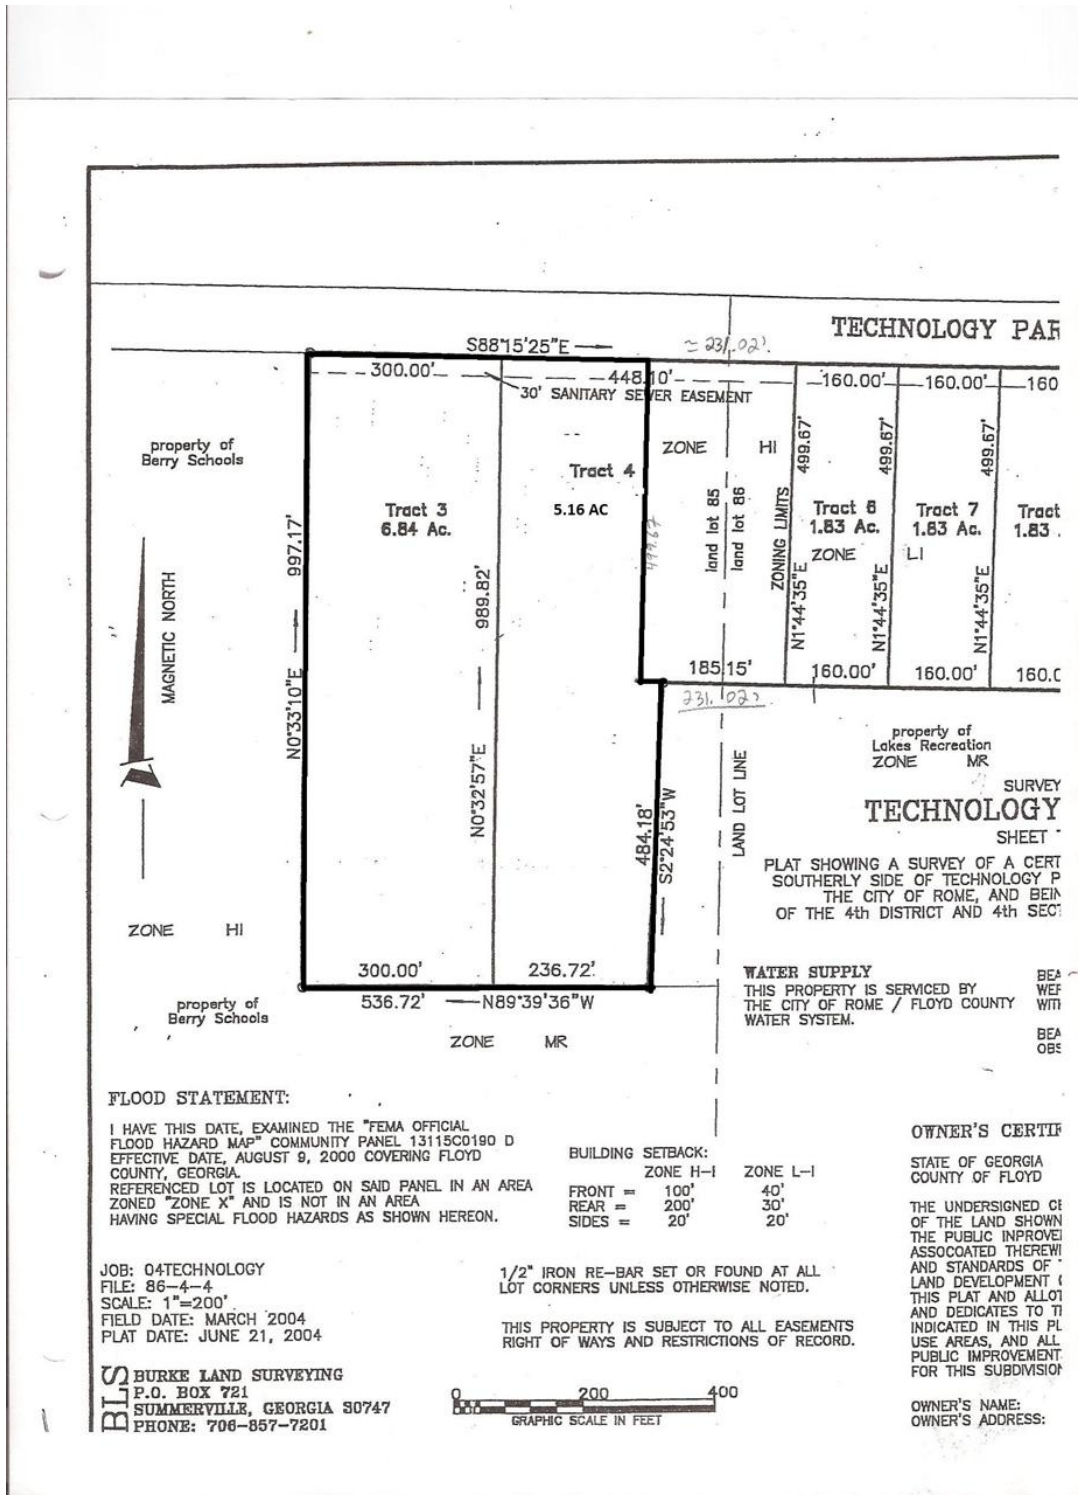 TECHNOLOGY PAR
S88°15'25"E
≈ 231.02'.
300.00'
448.10'
160.00'
160.00'
160
30' SANITARY SEWER EASEMENT
property of
Berry Schools
ZONE HI
Tract 4
5.16 AC
Tract 3
6.84 Ac.
997.17'
N0°33'10"E
989.82'
N0°32'57"E
499.67
land lot 85
land lot 86
ZONING LIMITS
499.67'
N1°44'35"E
Tract 6
1.83 Ac.
499.67'
N1°44'35"E
Tract 7
1.83 Ac.
499.67'
N1°44'35"E
Tract
1.83 .
ZONE LI
MAGNETIC NORTH
185.15'
160.00'
160.00'
160.0
231.02'
property of
Lakes Recreation
ZONE MR
LAND LOT LINE
484.18'
S2°24'53"W
SURVEY
TECHNOLOGY
SHEET
PLAT SHOWING A SURVEY OF A CERT
SOUTHERLY SIDE OF TECHNOLOGY P
THE CITY OF ROME, AND BEIN
OF THE 4th DISTRICT AND 4th SEC
ZONE HI
300.00'
236.72'
536.72'
N89°39'36"W
property of
Berry Schools
ZONE MR
WATER SUPPLY
THIS PROPERTY IS SERVICED BY
THE CITY OF ROME / FLOYD COUNTY
WATER SYSTEM.
BEA
WER
WITH
BEA
OBS
FLOOD STATEMENT:
I HAVE THIS DATE, EXAMINED THE "FEMA OFFICIAL
FLOOD HAZARD MAP" COMMUNITY PANEL 13115C0190 D
EFFECTIVE DATE, AUGUST 9, 2000 COVERING FLOYD
COUNTY, GEORGIA.
REFERENCED LOT IS LOCATED ON SAID PANEL IN AN AREA
ZONED "ZONE X" AND IS NOT IN AN AREA
HAVING SPECIAL FLOOD HAZARDS AS SHOWN HEREON.
BUILDING SETBACK:
ZONE H-I ZONE L-I
FRONT = 100' 40'
REAR = 200' 30'
SIDES = 20' 20'
OWNER'S CERTIF
STATE OF GEORGIA
COUNTY OF FLOYD
THE UNDERSIGNED CE
OF THE LAND SHOWN
THE PUBLIC INPROVE
ASSOCOATED THEREWI
AND STANDARDS OF
LAND DEVELOPMENT
THIS PLAT AND ALLOT
AND DEDICATES TO T
INDICATED IN THIS PL
USE AREAS, AND ALL
PUBLIC IMPROVEMENT
FOR THIS SUBDIVISION
OWNER'S NAME:
OWNER'S ADDRESS:
JOB: 04TECHNOLOGY
FILE: 86-4-4
SCALE: 1"=200'
FIELD DATE: MARCH 2004
PLAT DATE: JUNE 21, 2004
1/2" IRON RE-BAR SET OR FOUND AT ALL
LOT CORNERS UNLESS OTHERWISE NOTED.
THIS PROPERTY IS SUBJECT TO ALL EASEMENTS
RIGHT OF WAYS AND RESTRICTIONS OF RECORD.
BLS
BURKE LAND SURVEYING
P.O. BOX 721
SUMMERVILLE, GEORGIA 30747
PHONE: 706-857-7201
0 200 400
GRAPHIC SCALE IN FEET